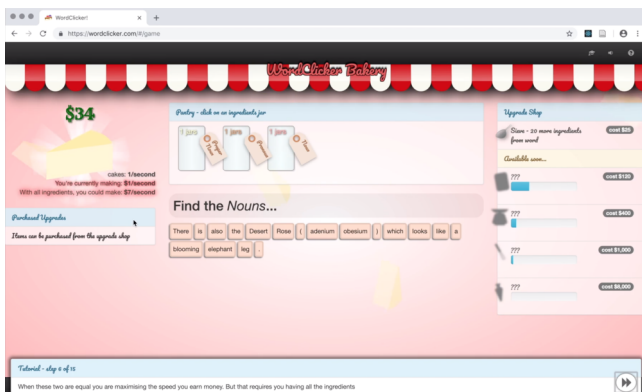 WordClicker!
https://wordclicker.com/#/game
WordClicker Bakery
$34
cakes: 1/second
You're currently making: $1/second
With all ingredients, you could make: $7/second
Purchased Upgrades
Items can be purchased from the upgrade shop
Pantry - click on an ingredients jar
1 jars
1 jars
1 jars
Proper Noun
Noun
Find the Nouns...
There is also the Desert Rose ( adenium obesium ) which looks like a
blooming elephant leg .
Upgrade Shop
Sieve - 20 more ingredients
from word
cost $25
Available soon...
??? cost $120
??? cost $400
??? cost $1,000
??? cost $8,000
Tutorial - step 6 of 15
When these two are equal you are maximising the speed you earn money. But that requires you having all the ingredients